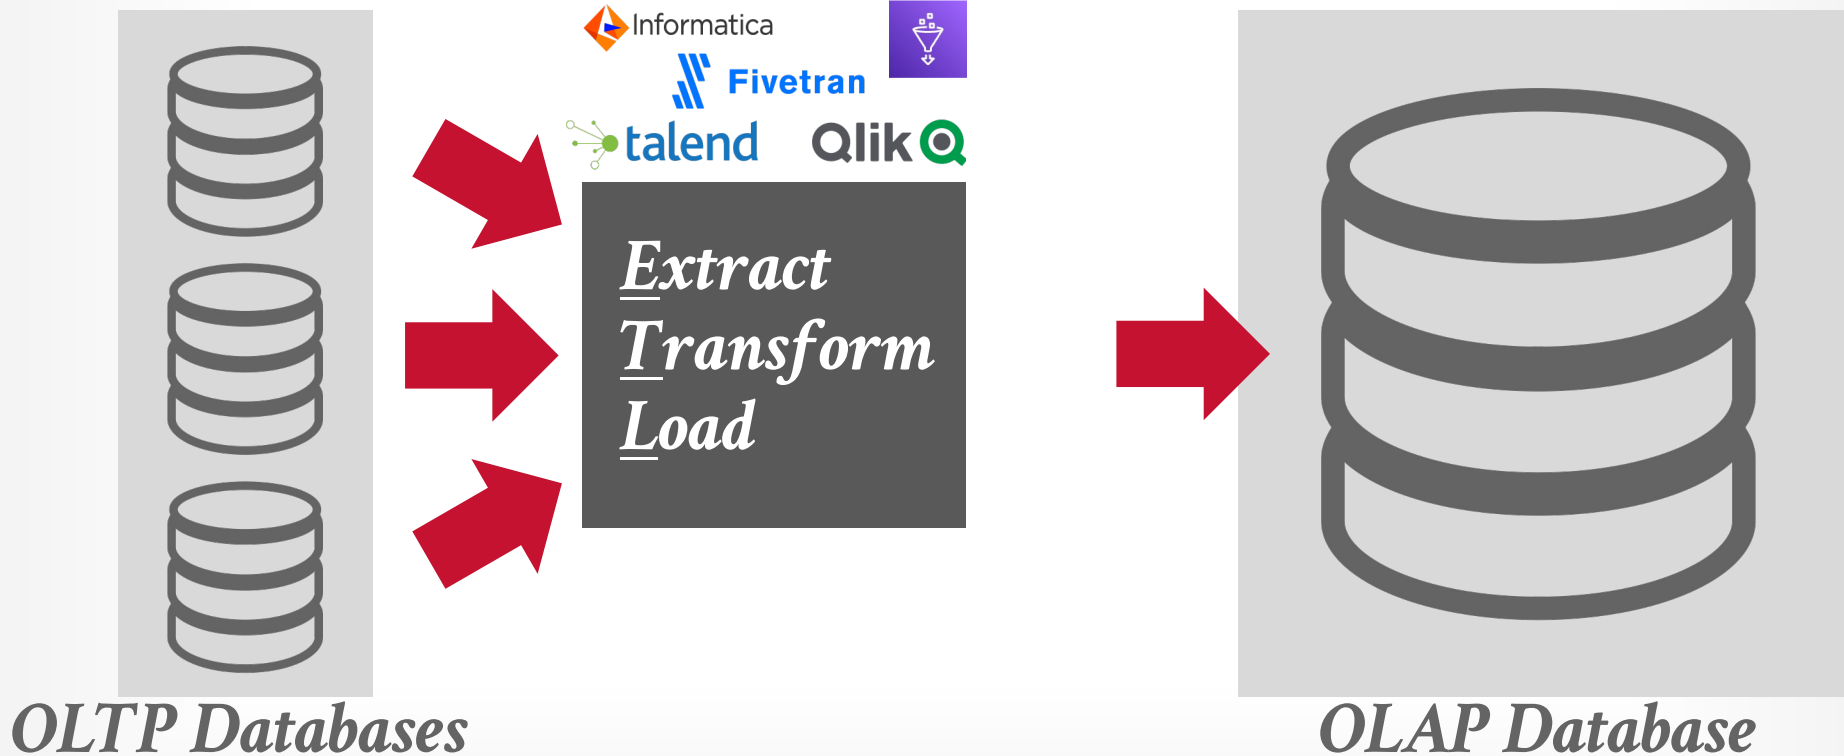 Informatica
Fivetran
talend
Qlik
Extract
Transform
Load
OLTP Databases
OLAP Database